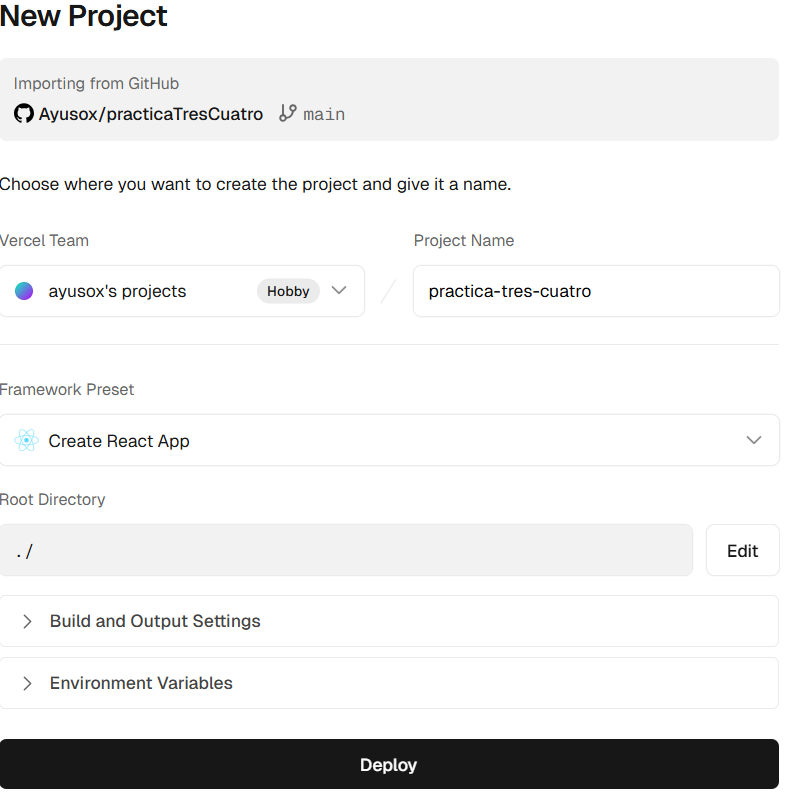 New Project
Importing from GitHub
Ayusox/practicaTresCuatro main
Choose where you want to create the project and give it a name.
Vercel Team
Project Name
ayusox's projects Hobby
/
practica-tres-cuatro
Framework Preset
Create React App
Root Directory
./
Edit
Build and Output Settings
Environment Variables
Deploy